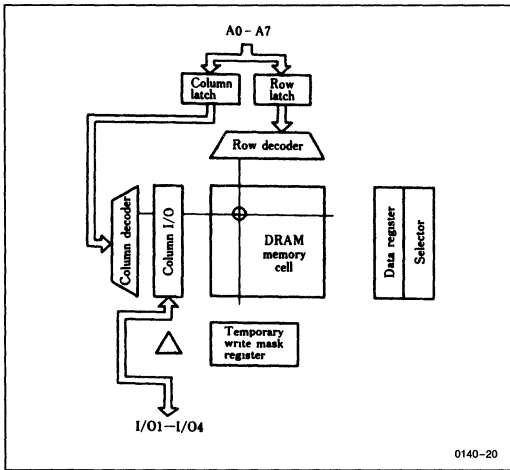 A0-A7
Column
latch
Row
latch
Row decoder
Column decoder
Column I/O
DRAM
memory
cell
Data register
Selector
Temporary
write mask
register
I/O1-I/O4
0140-20